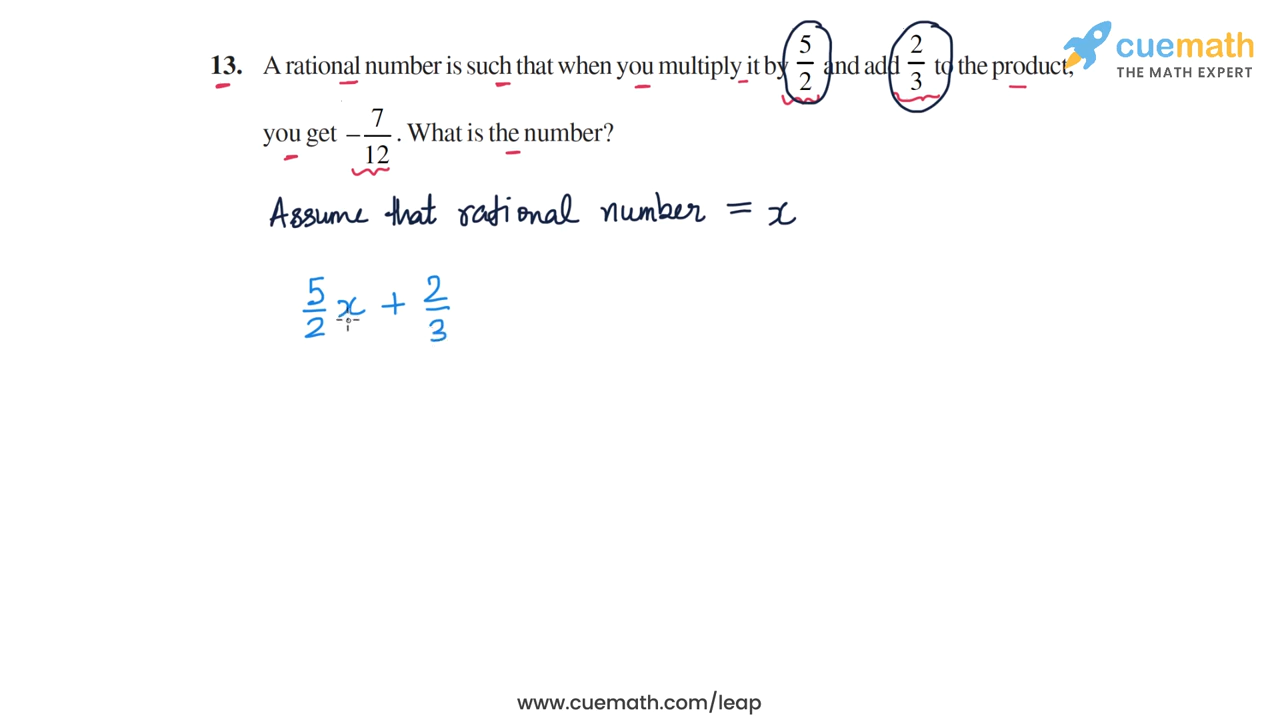 cuemath
THE MATH EXPERT
13. A rational number is such that when you multiply it by 5/2 and add 2/3 to the product,
you get -7/12. What is the number?
Assume that rational number = x
5/2 x + 2/3
www.cuemath.com/leap